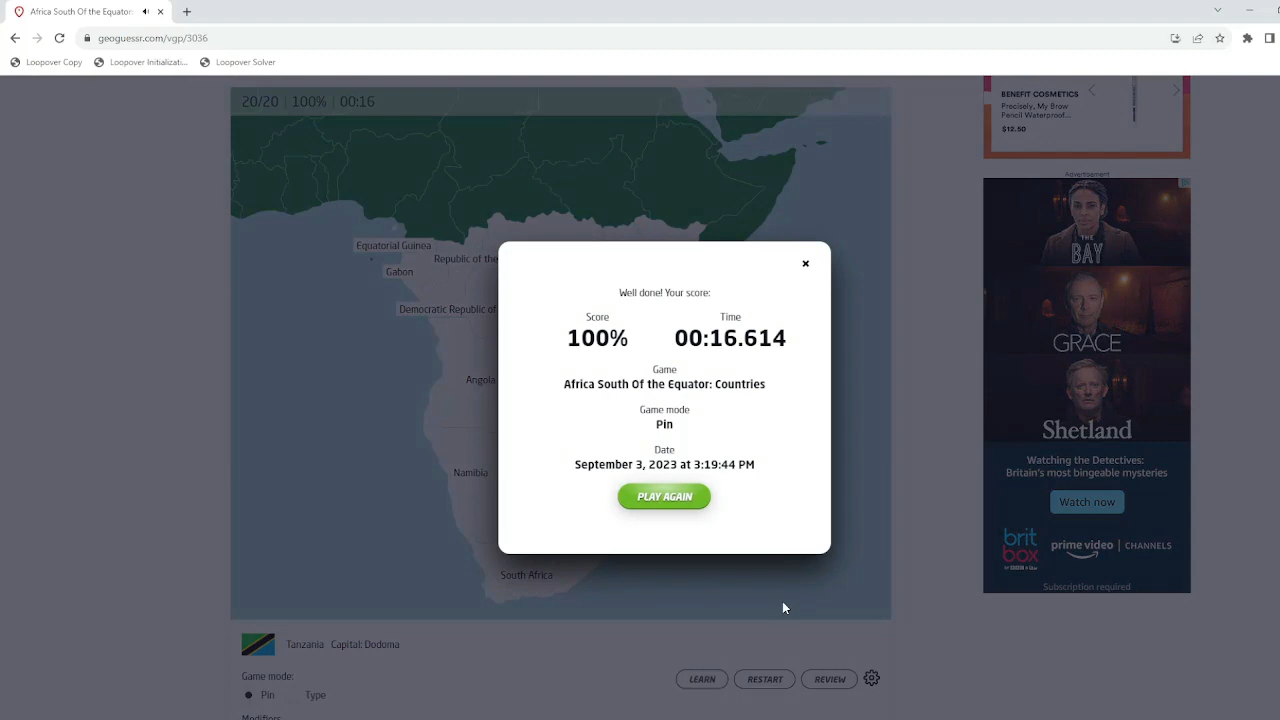 Africa South Of the Equator:
geoguessr.com/vgp/3036
Loopover Copy
Loopover Initializati...
Loopover Solver
20/20 | 100% | 00:16
BENEFIT COSMETICS
Precisely, My Brow
Pencil Waterproof...
$12.50
Advertisement
THE
BAY
GRACE
Shetland
Watching the Detectives:
Britain's most bingeable mysteries
Watch now
brit
box
prime video | CHANNELS
Subscription required
Equatorial Guinea
Republic of the
Gabon
Democratic Republic of
Angola
Namibia
South Africa
Well done! Your score:
Score
100%
Time
00:16.614
Game
Africa South Of the Equator: Countries
Game mode
Pin
Date
September 3, 2023 at 3:19:44 PM
PLAY AGAIN
Tanzania Capital: Dodoma
Game mode:
Pin
Type
LEARN
RESTART
REVIEW
Modifiers: